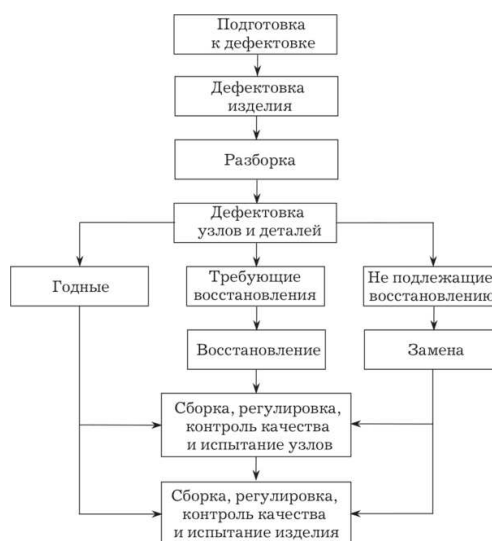 Подготовка
к дефектовке
Дефектовка
изделия
Разборка
Дефектовка
узлов и деталей
Годные
Требующие
восстановления
Не подлежащие
восстановлению
Восстановление
Замена
Сборка, регулировка,
контроль качества
и испытание узлов
Сборка, регулировка,
контроль качества
и испытание изделия